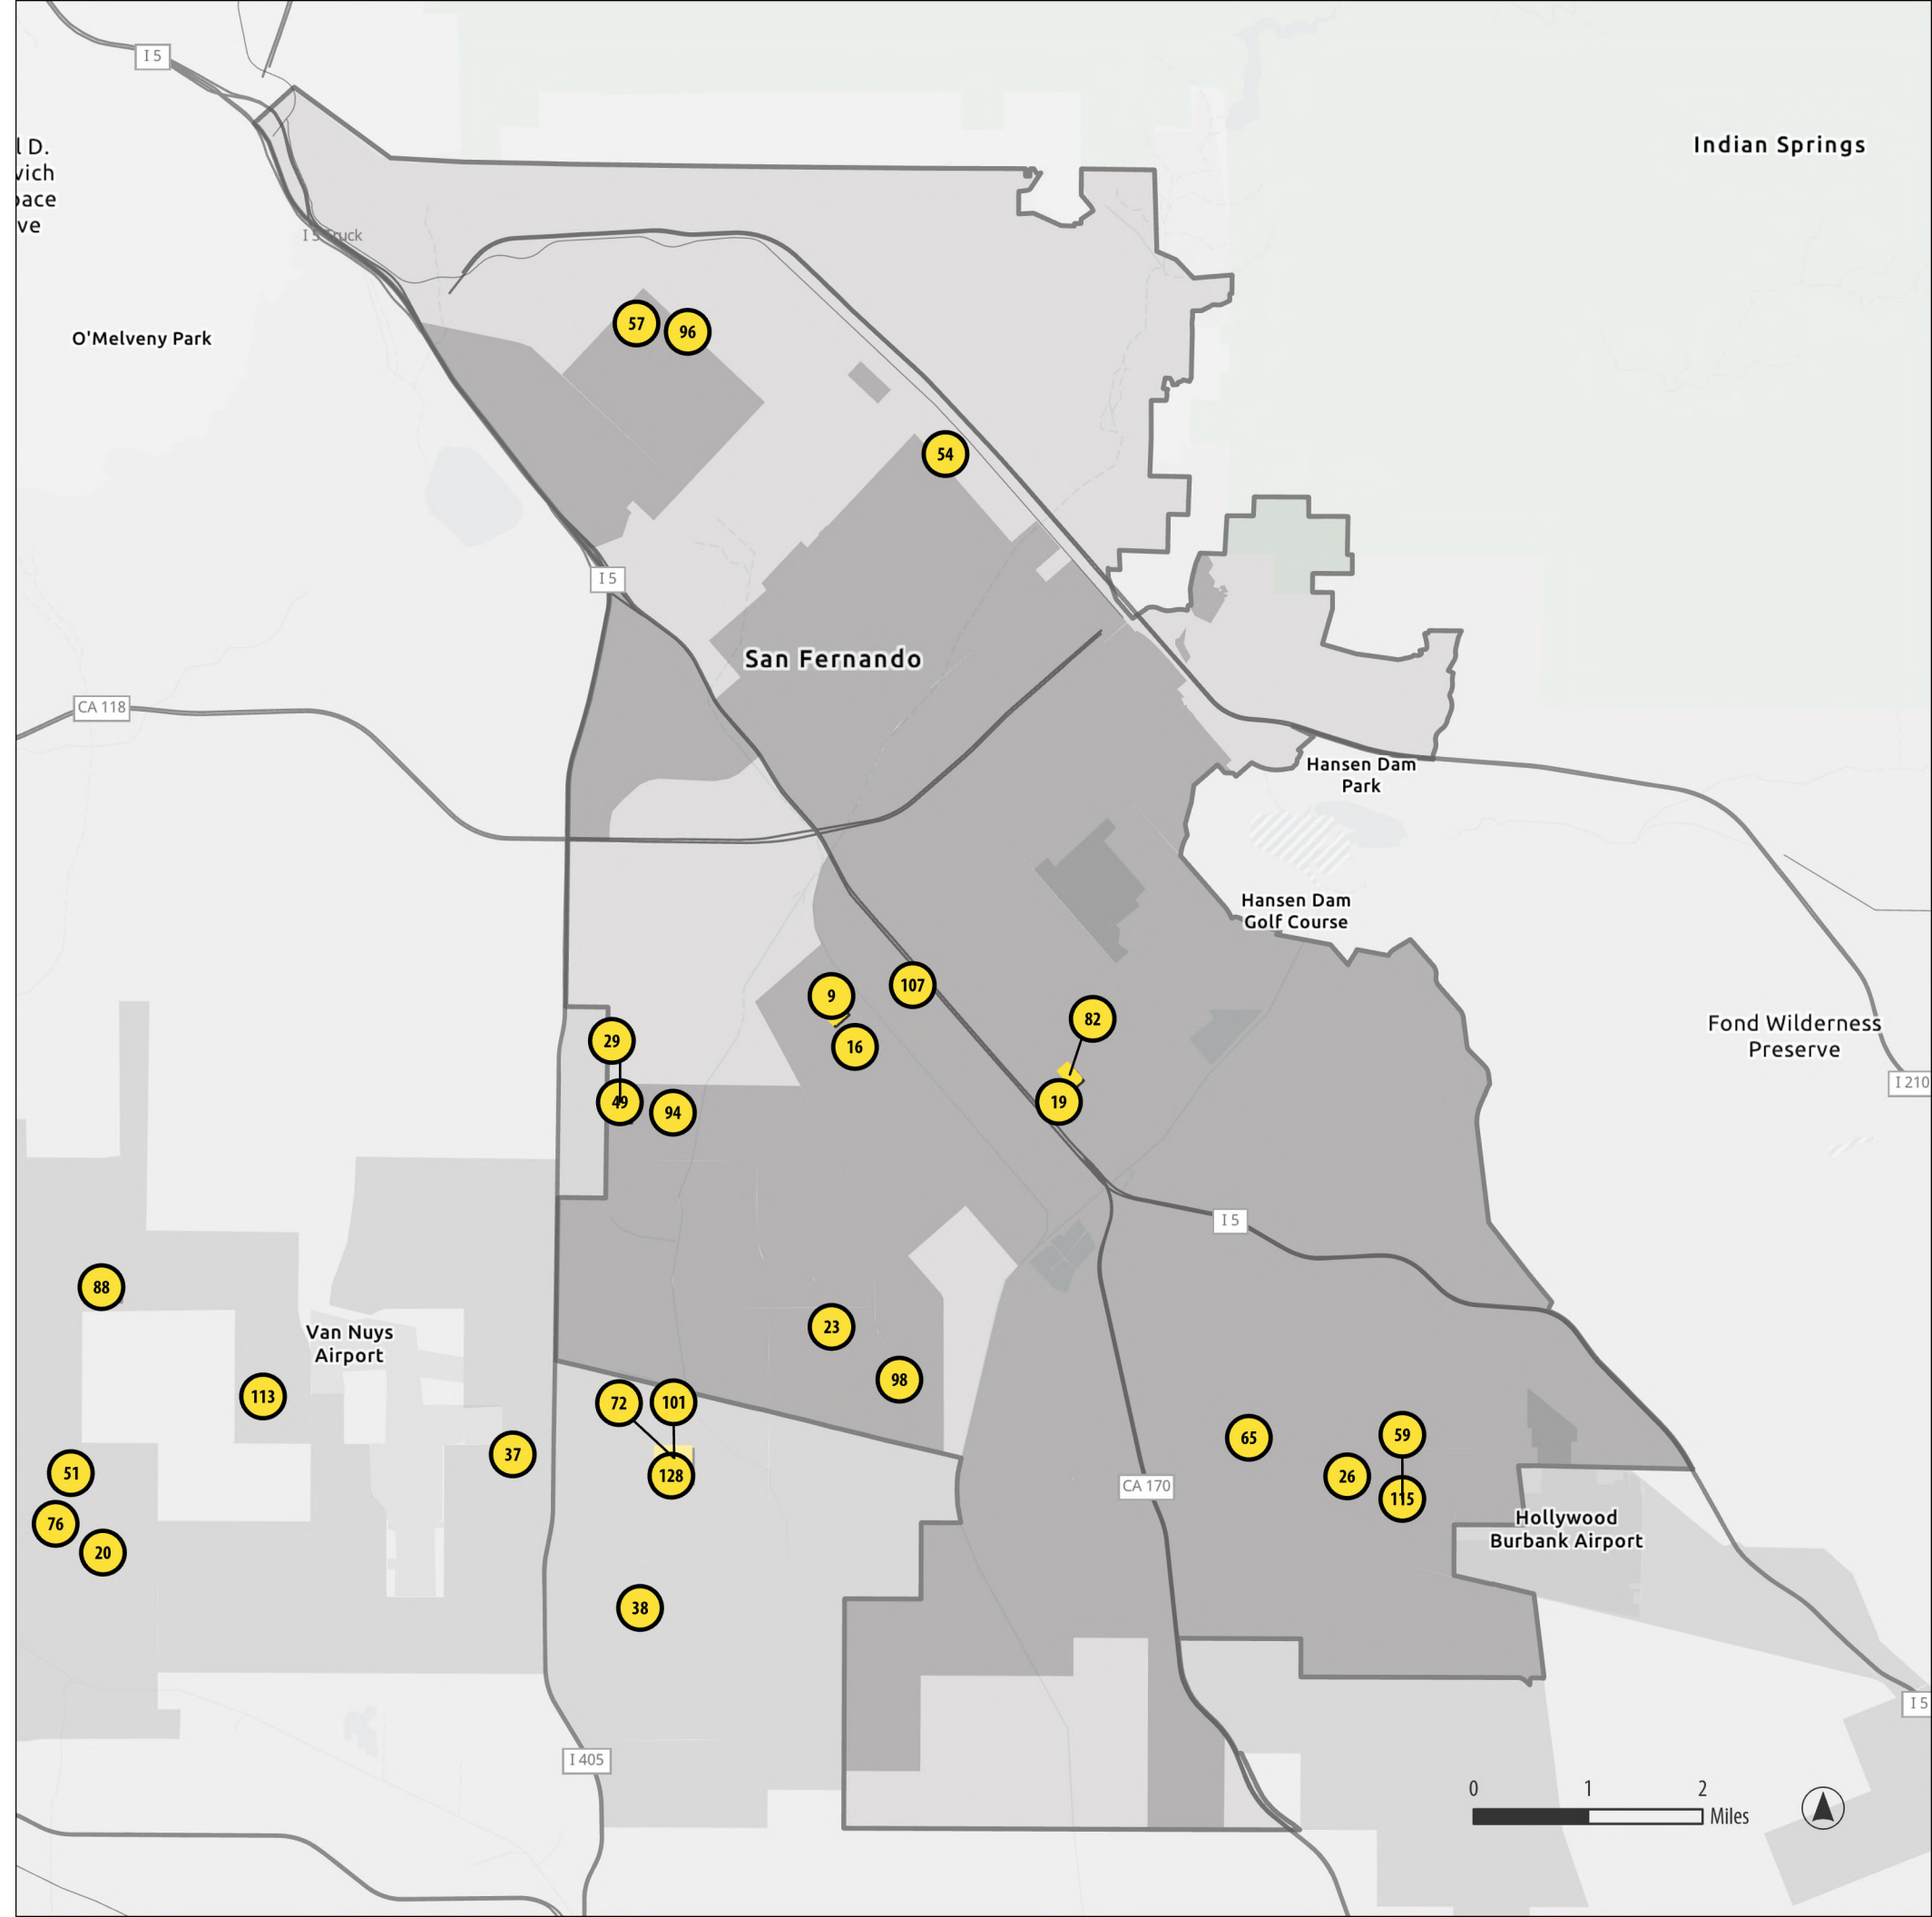 I 5
Indian Springs
l D.
vich
pace
ve
I 5 Truck
57
96
O'Melveny Park
54
I 5
San Fernando
CA 118
Hansen Dam
Park
Hansen Dam
Golf Course
107
9
82
Fond Wilderness
Preserve
29
16
I 210
49
94
19
I 5
88
23
Van Nuys
Airport
98
113
72
101
65
59
37
51
128
26
CA 170
115
76
Hollywood
Burbank Airport
20
38
I 5
I 405
0 1 2
Miles